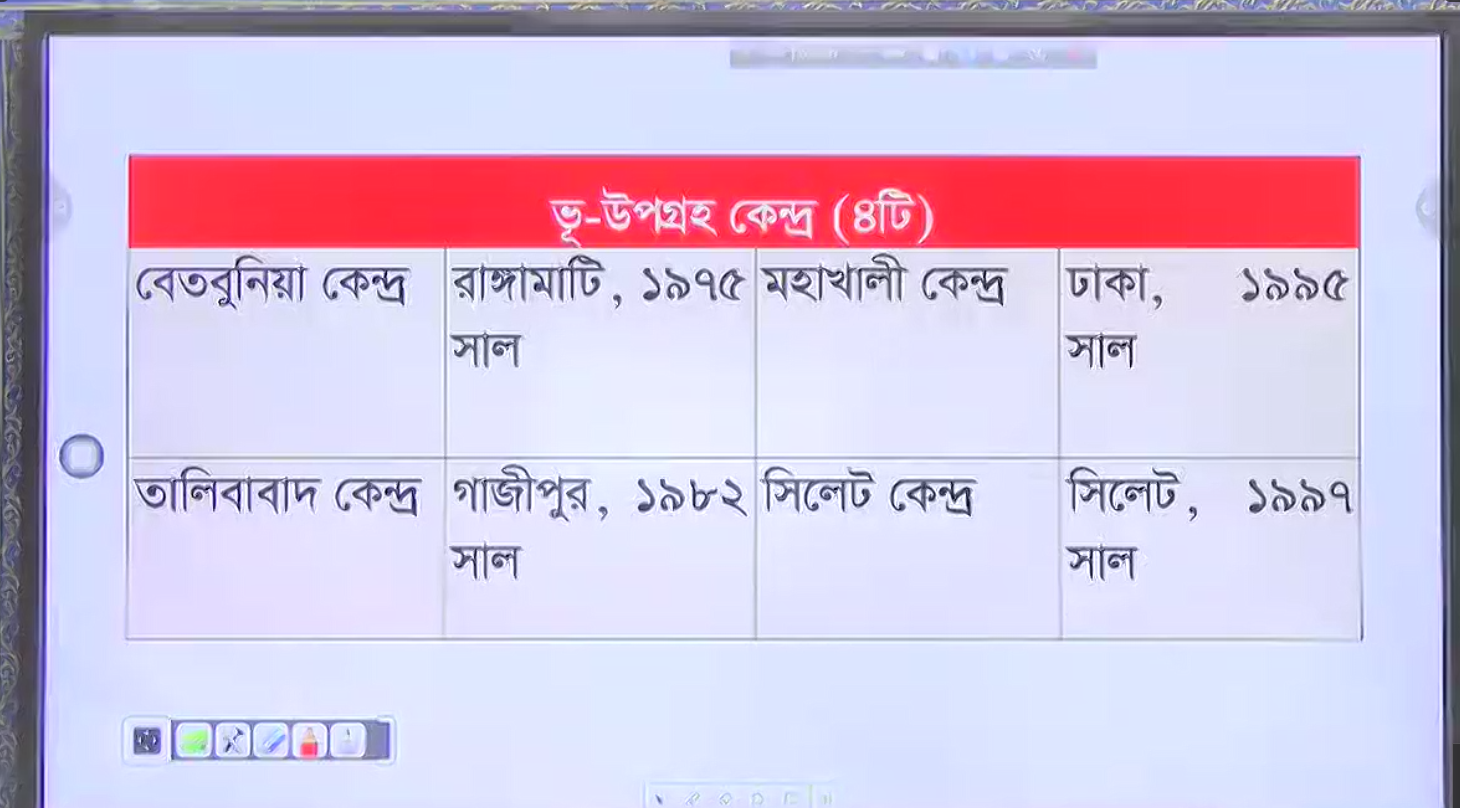 ভূ-উপগ্রহ কেন্দ্র (৪টি)
বেতবুনিয়া কেন্দ্র
রাঙ্গামাটি, ১৯৭৫
সাল
মহাখালী কেন্দ্র
ঢাকা, ১৯৯৫
সাল
তালিবাবাদ কেন্দ্র
গাজীপুর, ১৯৮২
সাল
সিলেট কেন্দ্র
সিলেট, ১৯৯৭
সাল